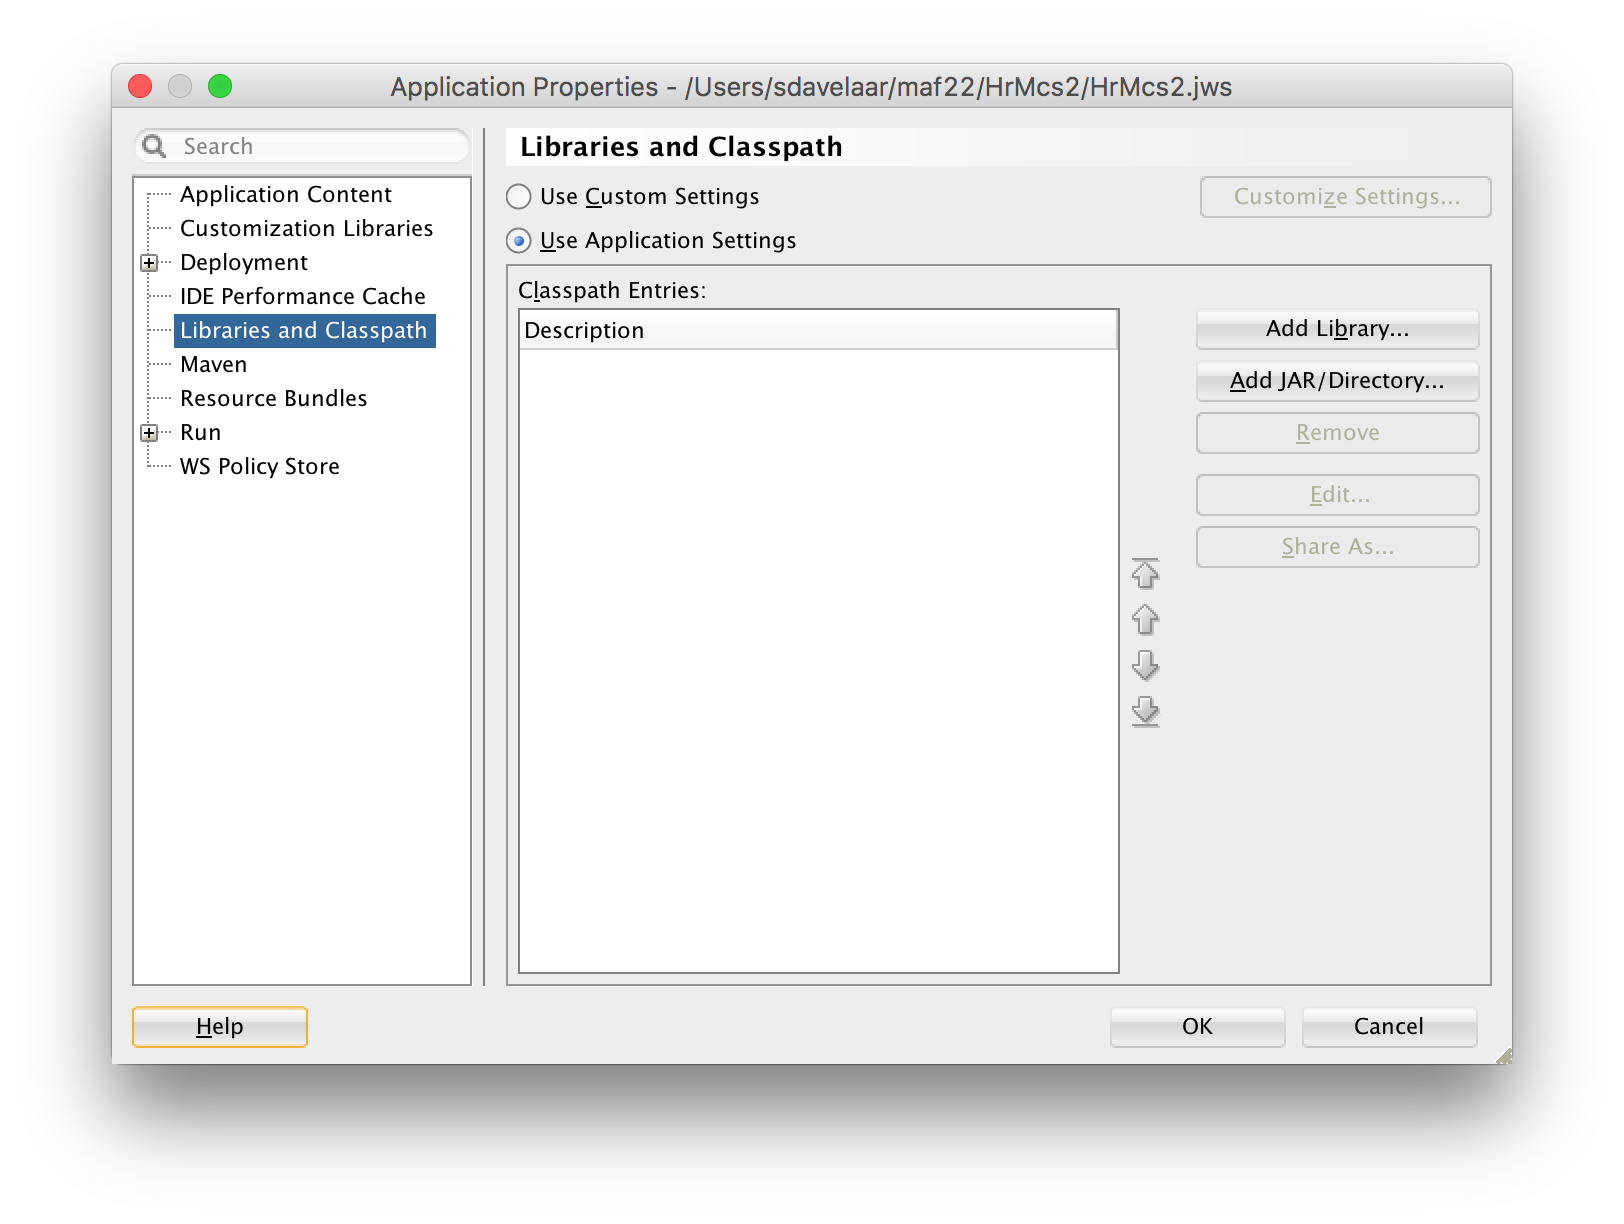 Application Properties - /Users/sdavelaar/maf22/HrMcs2/HrMcs2.jws
Search
Application Content
Customization Libraries
Deployment
IDE Performance Cache
Libraries and Classpath
Maven
Resource Bundles
Run
WS Policy Store
Libraries and Classpath
Use Custom Settings
Customize Settings...
Use Application Settings
Classpath Entries:
Description
Add Library...
Add JAR/Directory...
Remove
Edit...
Share As...
Help
OK
Cancel